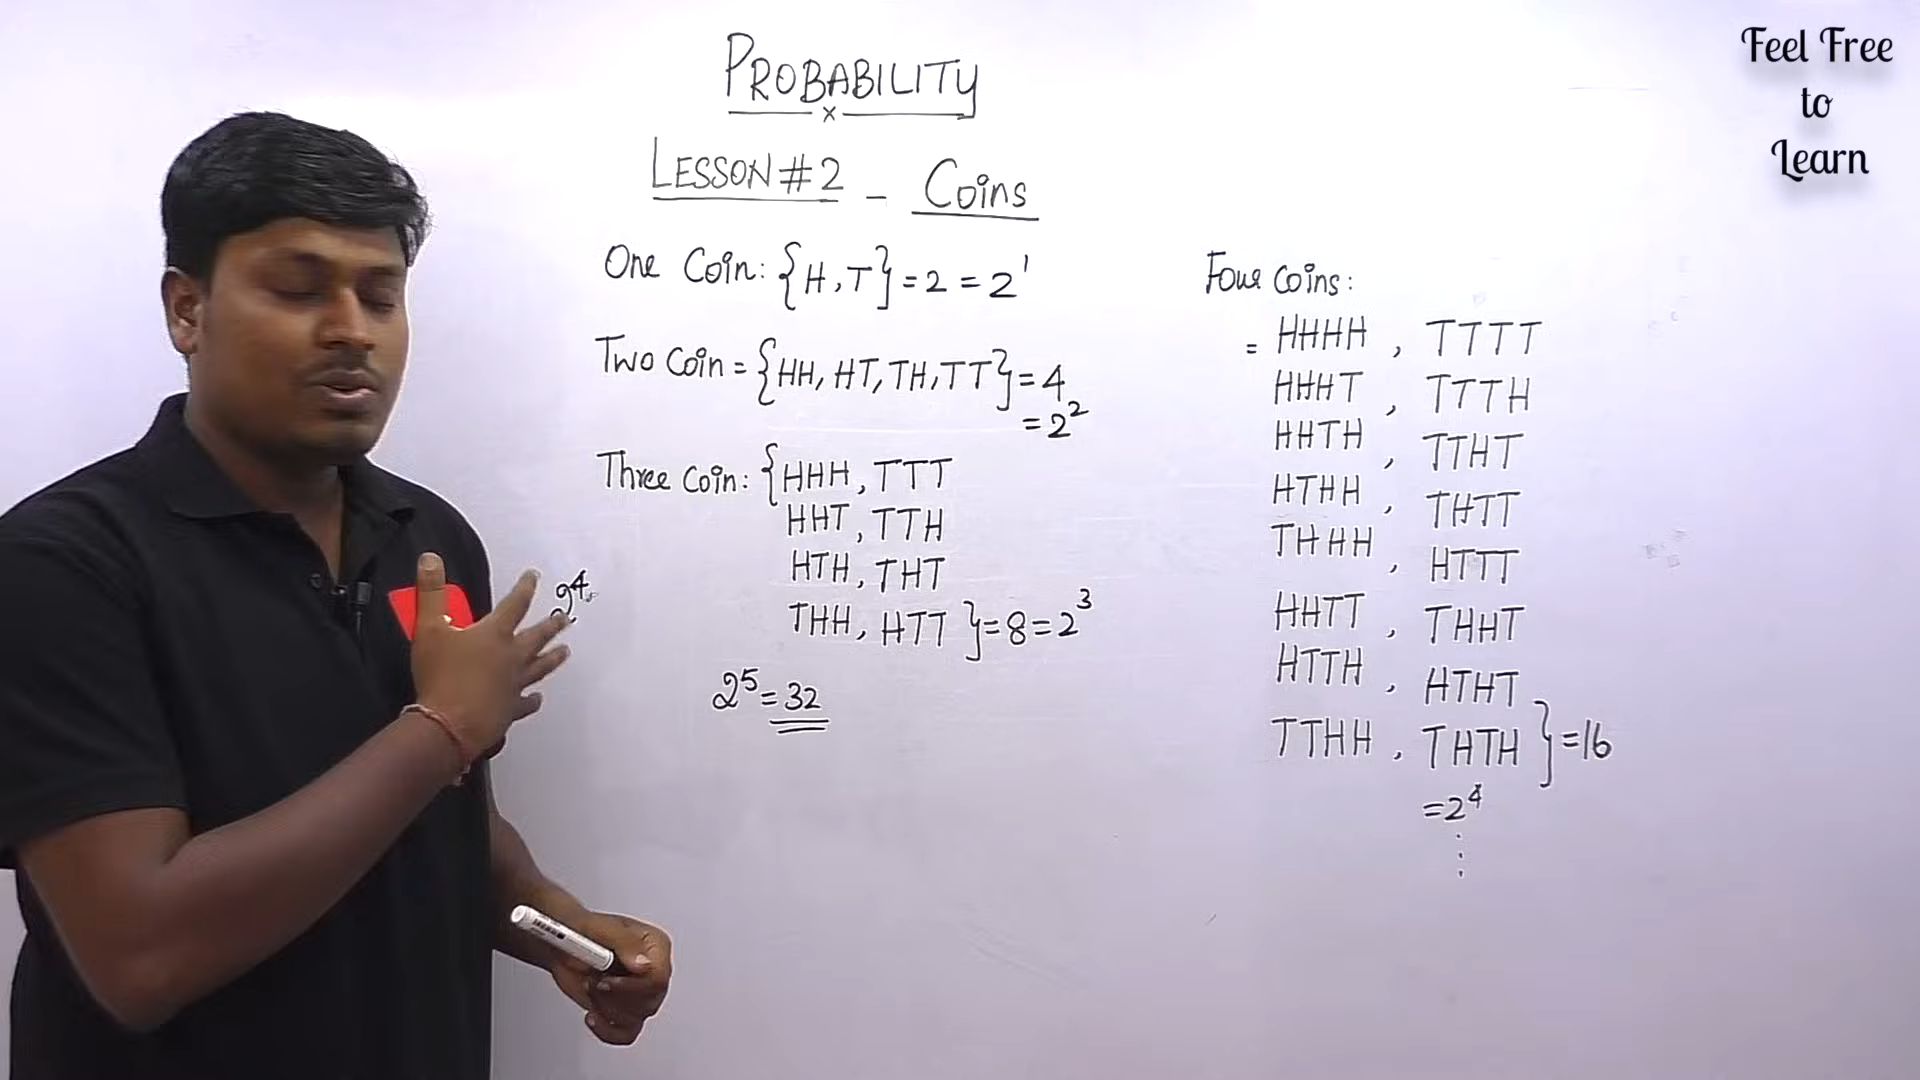 PROBABILITY
LESSON #2 - Coins
One Coin: {H, T} = 2 = 2¹
Two Coin = {HH, HT, TH, TT} = 4
= 2²
Three Coin: {HHH, TTT
HHT, TTH
HTH, THT
THH, HTT } = 8 = 2³
2⁴
2⁵ = 32
Four Coins:
= HHHH , TTTT
HHHT , TTTH
HHTH , TTHT
HTHH , THTT
THHH , HTTT
HHTT , THHT
HTTH , HTHT
TTHH , THTH } = 16
= 2⁴
Feel Free
to
Learn